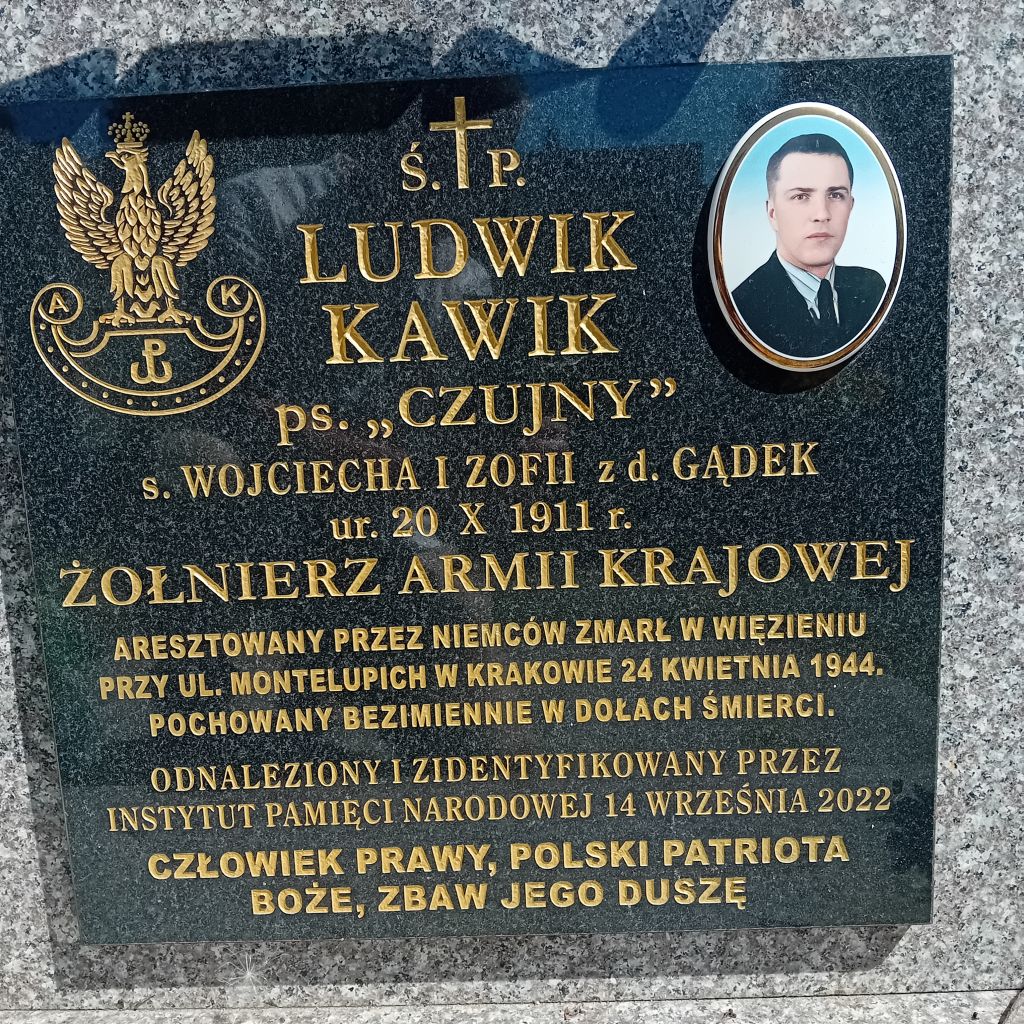 Ś. P.
LUDWIK
KAWIK
ps. „CZUJNY”
s. WOJCIECHA I ZOFII z d. GĄDEK
ur. 20 X 1911 r.
ŻOŁNIERZ ARMII KRAJOWEJ
ARESZTOWANY PRZEZ NIEMCÓW ZMARŁ W WIĘZIENIU
PRZY UL. MONTELUPICH W KRAKOWIE 24 KWIETNIA 1944.
POCHOWANY BEZIMIENNIE W DOŁACH ŚMIERCI.
ODNALEZIONY I ZIDENTYFIKOWANY PRZEZ
INSTYTUT PAMIĘCI NARODOWEJ 14 WRZEŚNIA 2022
CZŁOWIEK PRAWY, POLSKI PATRIOTA
BOŻE, ZBAW JEGO DUSZĘ
A K
P